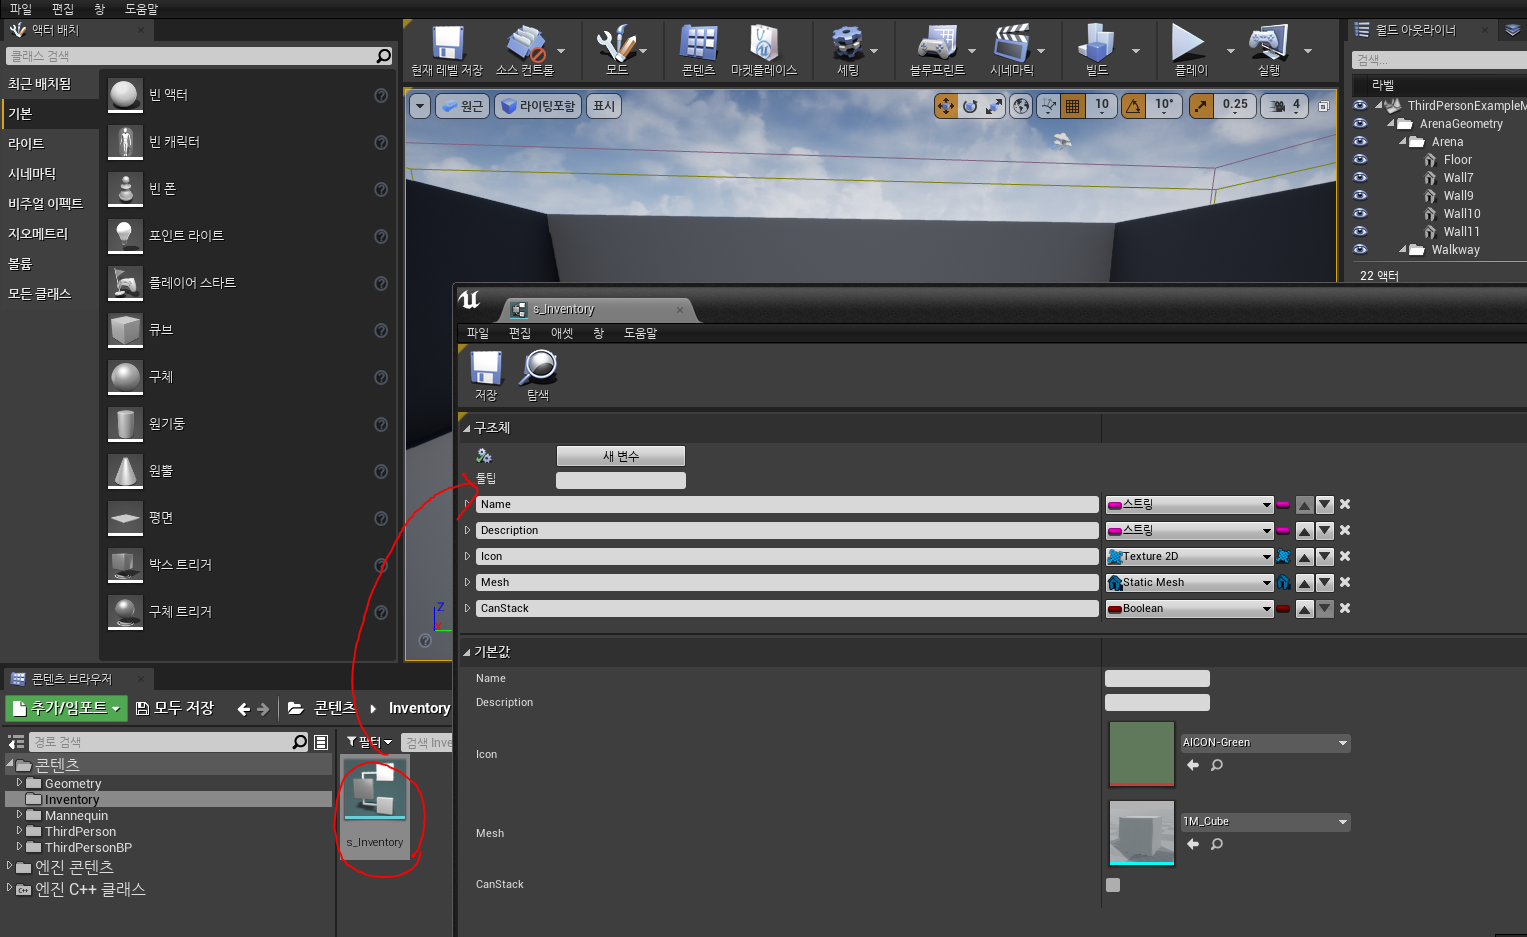 파일 편집 창 도움말
액터 배치
클래스 검색
최근 배치됨
기본
라이트
시네마틱
비주얼 이펙트
지오메트리
볼륨
모든 클래스
빈 액터
빈 캐릭터
빈 폰
포인트 라이트
플레이어 스타트
큐브
구체
원기둥
원뿔
평면
박스 트리거
구체 트리거
현재 레벨 저장 소스 컨트롤 모드 콘텐츠 마켓플레이스 세팅 블루프린트 시네마틱 빌드 플레이 실행
원근 라이팅포함 표시 10 10° 0.25 4
Z
월드 아웃라이너
검색...
라벨
ThirdPersonExampleM
ArenaGeometry
Arena
Floor
Wall7
Wall9
Wall10
Wall11
Walkway
22 액터
s_Inventory
파일 편집 애셋 창 도움말
저장 탐색
구조체
새 변수
툴팁
Name 스트링
Description 스트링
Icon Texture 2D
Mesh Static Mesh
CanStack Boolean
기본값
Name
Description
Icon AICON-Green
Mesh 1M_Cube
CanStack
콘텐츠 브라우저
추가/임포트 모두 저장 콘텐츠 Inventory
경로 검색 필터 검색 Inve
콘텐츠
Geometry
Inventory
Mannequin
ThirdPerson
ThirdPersonBP
엔진 콘텐츠
엔진 C++ 클래스
s_Inventory